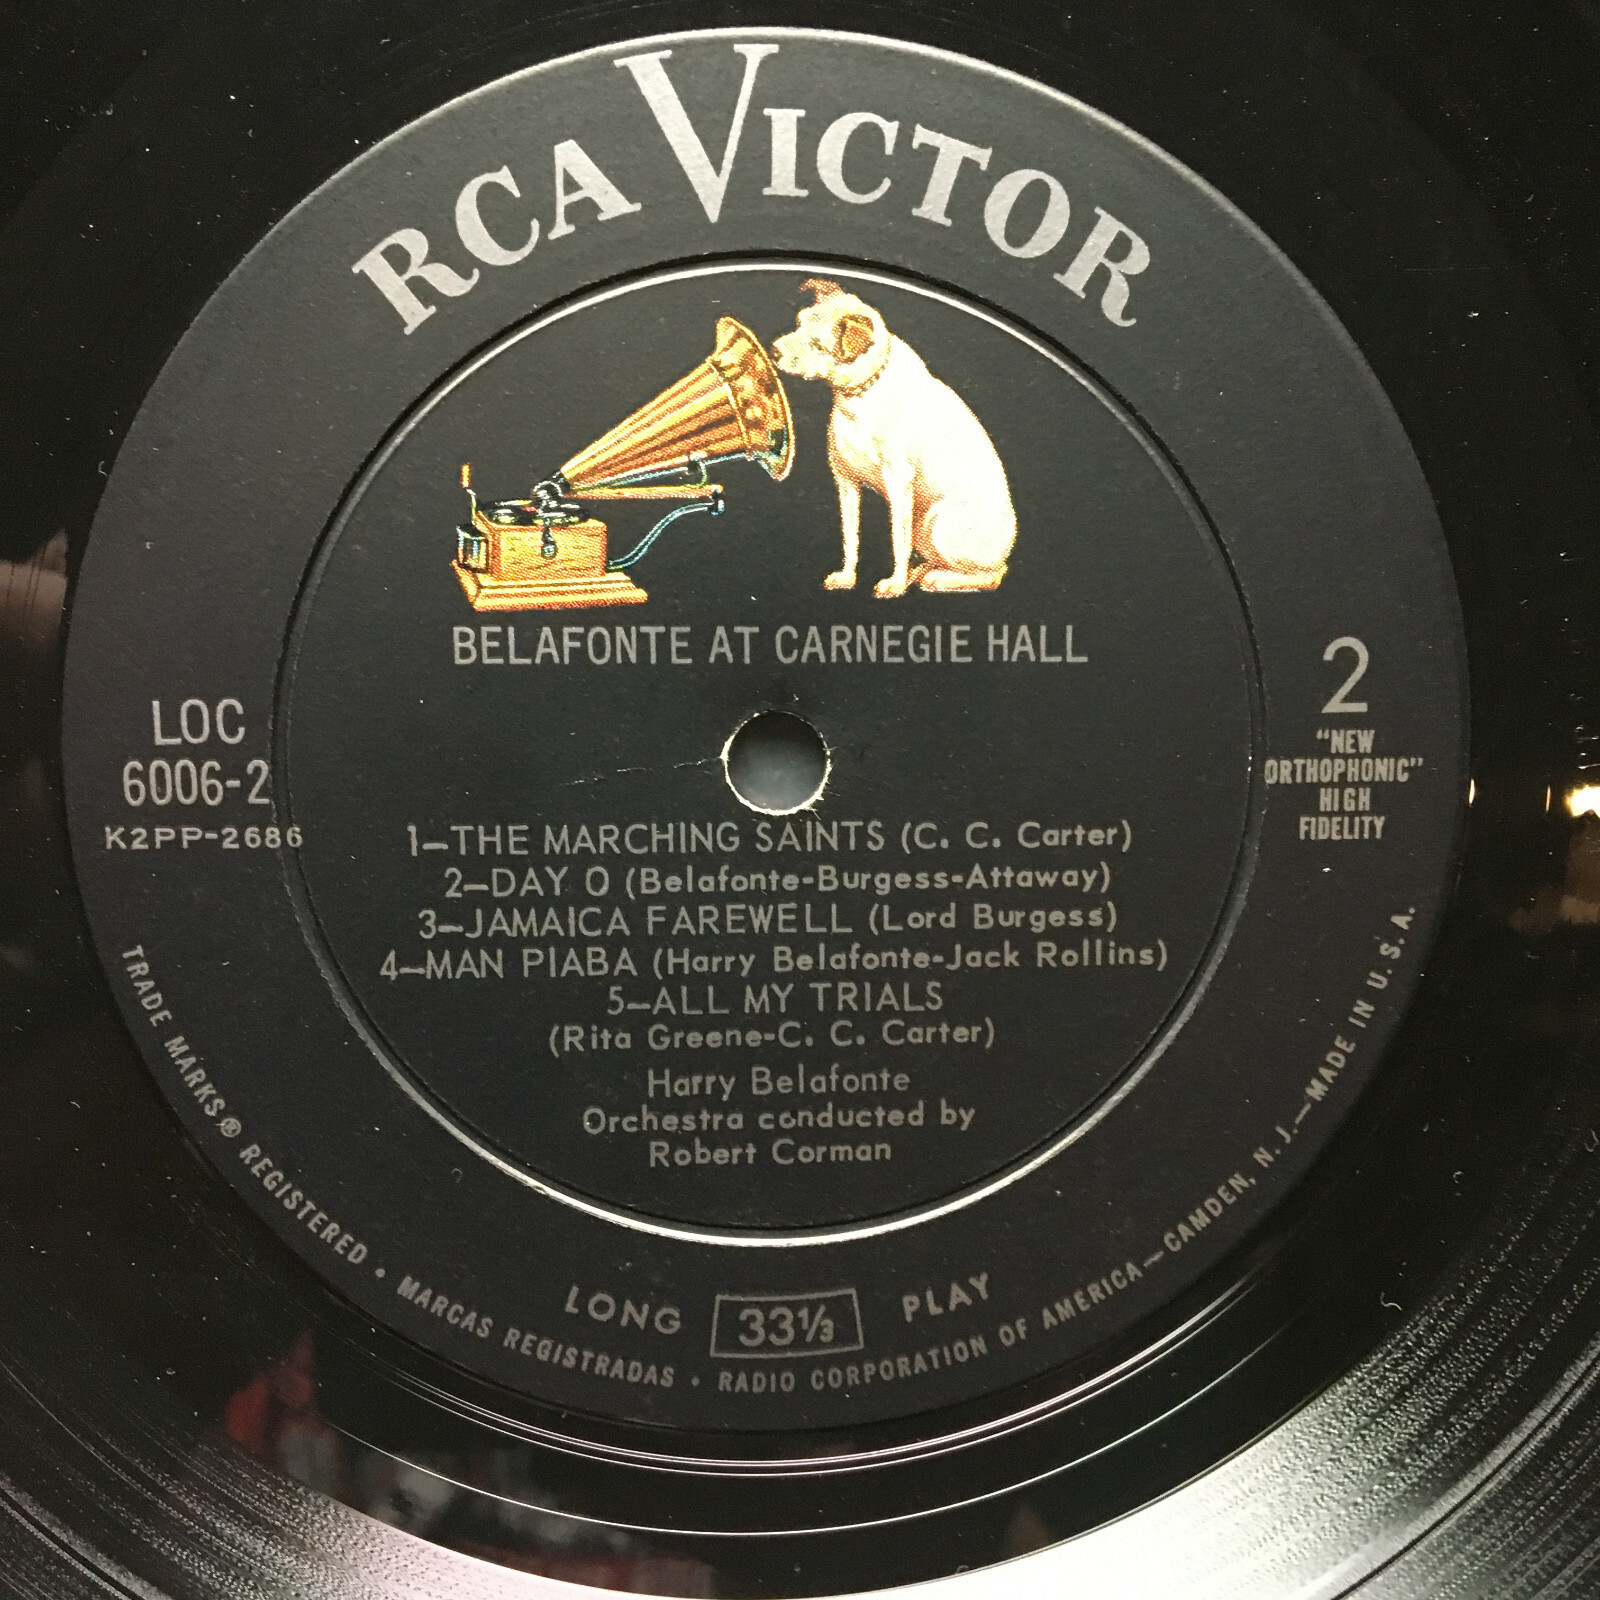 RCA VICTOR
BELAFONTE AT CARNEGIE HALL
LOC
6006-2
K2PP-2686
2
"NEW
ORTHOPHONIC"
HIGH
FIDELITY
1—THE MARCHING SAINTS (C. C. Carter)
2—DAY O (Belafonte-Burgess-Attaway)
3—JAMAICA FAREWELL (Lord Burgess)
4—MAN PIABA (Harry Belafonte-Jack Rollins)
5—ALL MY TRIALS
(Rita Greene-C. C. Carter)
Harry Belafonte
Orchestra conducted by
Robert Corman
LONG 33⅓ PLAY
TRADE MARKS ® REGISTERED • MARCAS REGISTRADAS • RADIO CORPORATION OF AMERICA—CAMDEN, N. J.—MADE IN U. S. A.